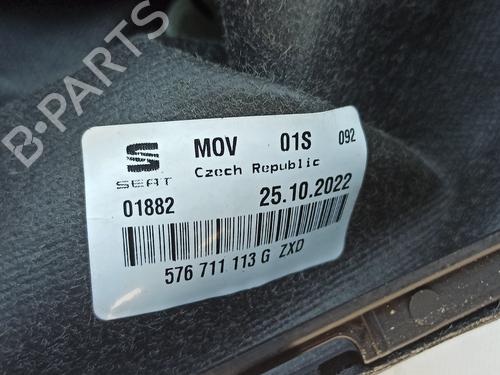 B-PARTS
MOV 01S 092
SEAT Czech Republic
01882 25.10.2022
576 711 113 G ZXD